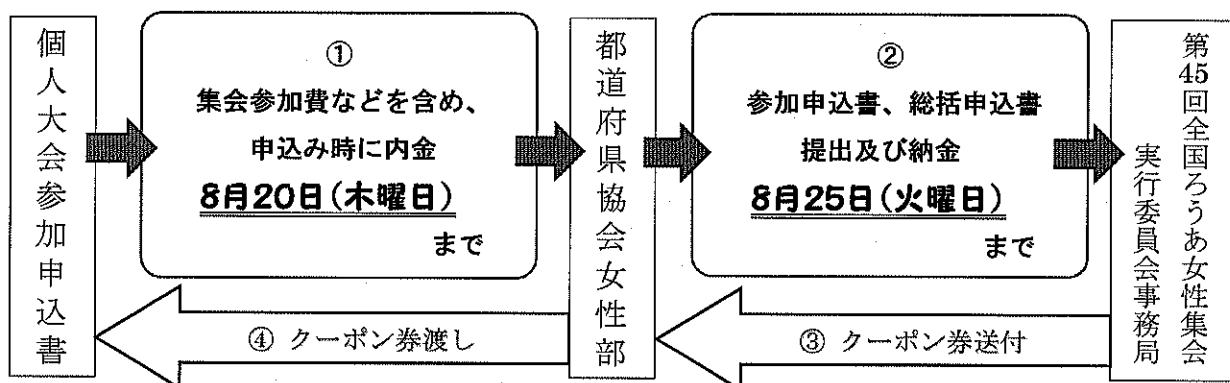 個人大会参加申込書
①
集会参加費などを含め、
申込み時に内金
8月20日(木曜日)
まで
都道府県協会女性部
②
参加申込書、総括申込書
提出及び納金
8月25日(火曜日)
まで
第45回全国ろうあ女性集会
実行委員会事務局
④ クーポン券渡し
③ クーポン券送付